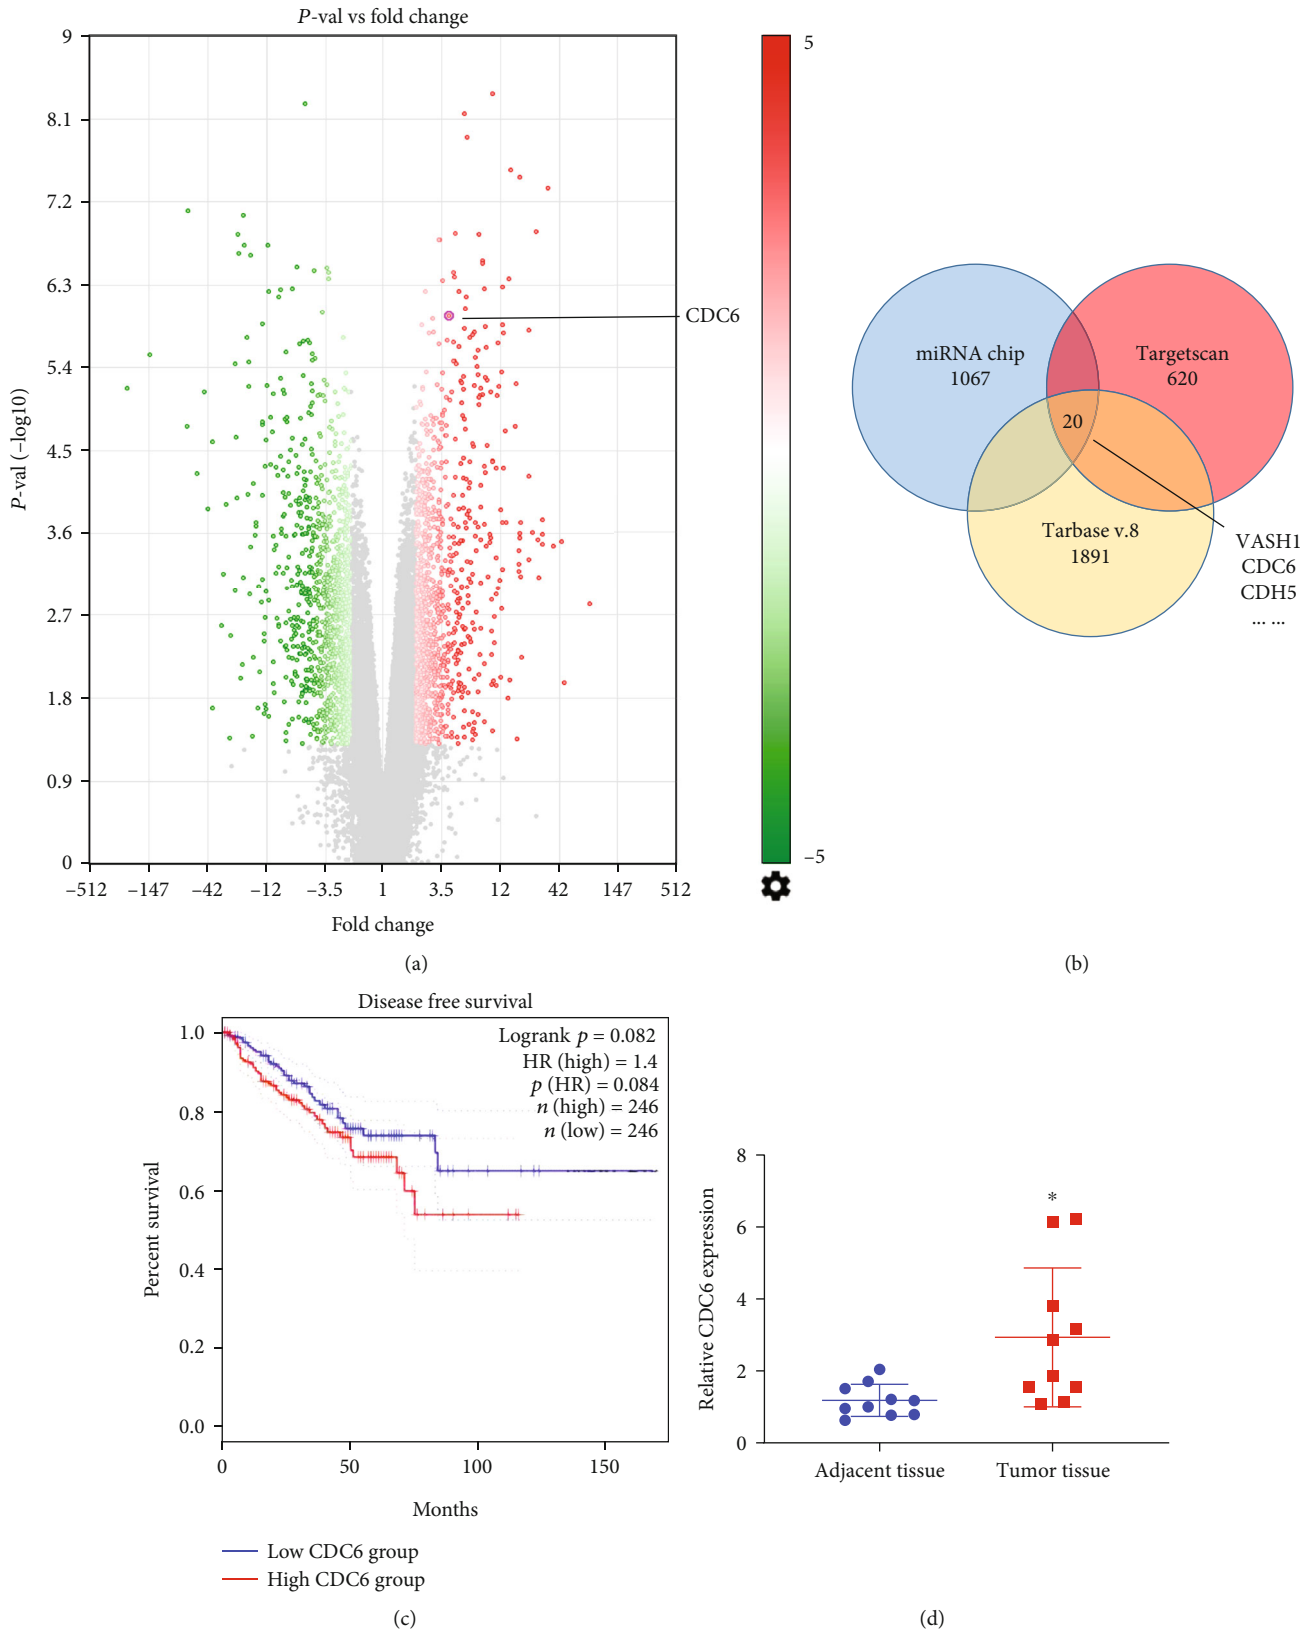 P-val vs fold change
9
8.1
7.2
6.3
5.4
4.5
3.6
2.7
1.8
0.9
0
P-val (–log10)
–512
–147
–42
–12
–3.5
1
3.5
12
42
147
512
Fold change
CDC6
5
–5
(a)
miRNA chip
1067
Targetscan
620
20
Tarbase v.8
1891
VASH1
CDC6
CDH5
... ...
(b)
Disease free survival
Logrank p = 0.082
HR (high) = 1.4
p (HR) = 0.084
n (high) = 246
n (low) = 246
1.0
0.8
0.6
0.4
0.2
0.0
Percent survival
0
50
100
150
Months
Low CDC6 group
High CDC6 group
(c)
8
6
4
2
0
Relative CDC6 expression
*
Adjacent tissue
Tumor tissue
(d)